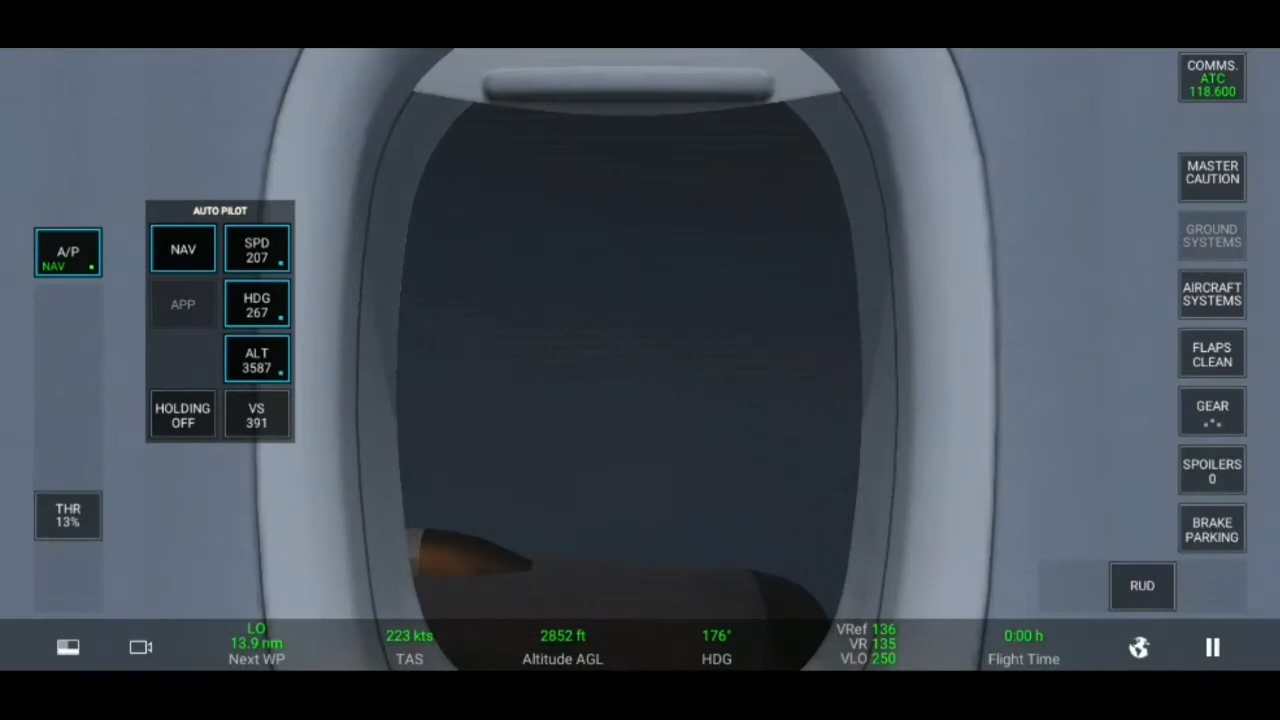 COMMS.
ATC
118.600
MASTER
CAUTION
AUTO PILOT
A/P
NAV
NAV
SPD
207
GROUND
SYSTEMS
APP
HDG
267
AIRCRAFT
SYSTEMS
ALT
3587
FLAPS
CLEAN
HOLDING
OFF
VS
391
GEAR
SPOILERS
0
THR
13%
BRAKE
PARKING
RUD
LO
13.9 nm
Next WP
223 kts
TAS
2852 ft
Altitude AGL
176°
HDG
VRef 136
VR 135
VLO 250
0:00 h
Flight Time